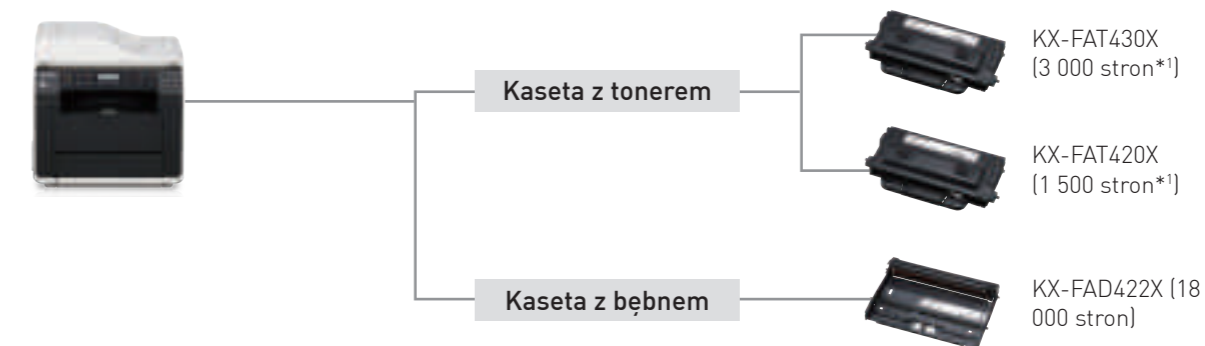 KX-FAT430X
(3 000 stron*¹)
Kaseta z tonerem
KX-FAT420X
(1 500 stron*¹)
Kaseta z bębnem
KX-FAD422X (18
000 stron)